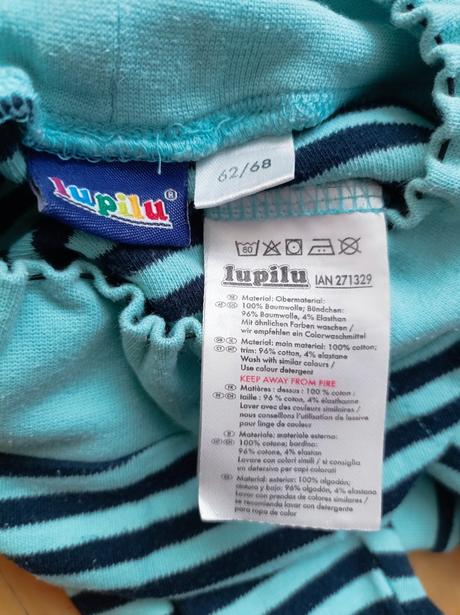 lupilu®
62/68
80
lupilu IAN 271329
Material: Obermaterial:
100% Baumwolle; Bündchen:
96% Baumwolle, 4% Elasthan
Mit ähnlichen Farben waschen /
wir empfehlen ein Colorwaschmittel
Material: main material: 100% cotton;
trim: 96% cotton, 4% elastane
Wash with similar colours /
Use colour detergent
KEEP AWAY FROM FIRE
Matières : dessus : 100 % coton ;
taille : 96 % coton, 4% élasthanne
Laver avec des couleurs similaires /
nous conseillons l'utilisation de lessive
pour linge de couleur
Materiale: materiale esterno:
100% cotone; bordino:
96% cotone, 4% elastan
Lavare con colori simili / si consiglia
un detersivo per capi colorati
Material: exterior: 100% algodón;
cintura y bajo: 96% algodón, 4% elastano
Lavar con prendas de colores similares /
se recomienda lavar con detergente
para ropa de color